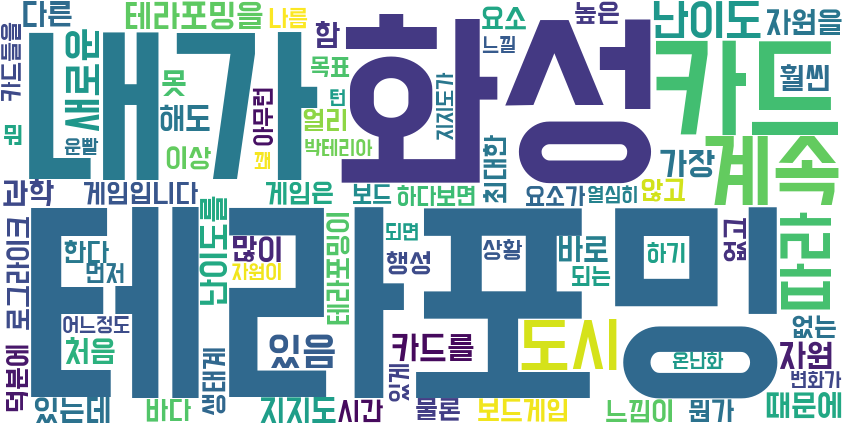 다른
테라포밍을
나름
함
요소
높은
난이도
자원을
카드들을
내가
화성
카드
느낄
목표
훨씬
새로운
못
턴
지지도가
아무런
해도
얼리
뭔
운빨
이상
꽤
박테리아
최대한
계속
가장
과학
게임입니다
게임은
보드
하다보면
요소가
열심히
않고
테라포밍
라피
로그라이크
한다
난이도를
많이
테라포밍이
되면
행성
상황
바로
하기
없고
먼저
자원이
되는
어느정도
있음
카드를
도시
없는
덕분에
처음
생태계
온난화
자원
변화가
있게
있는데
바다
지지도
시간
물론
보드게임
느낌이
뭔가
때문에